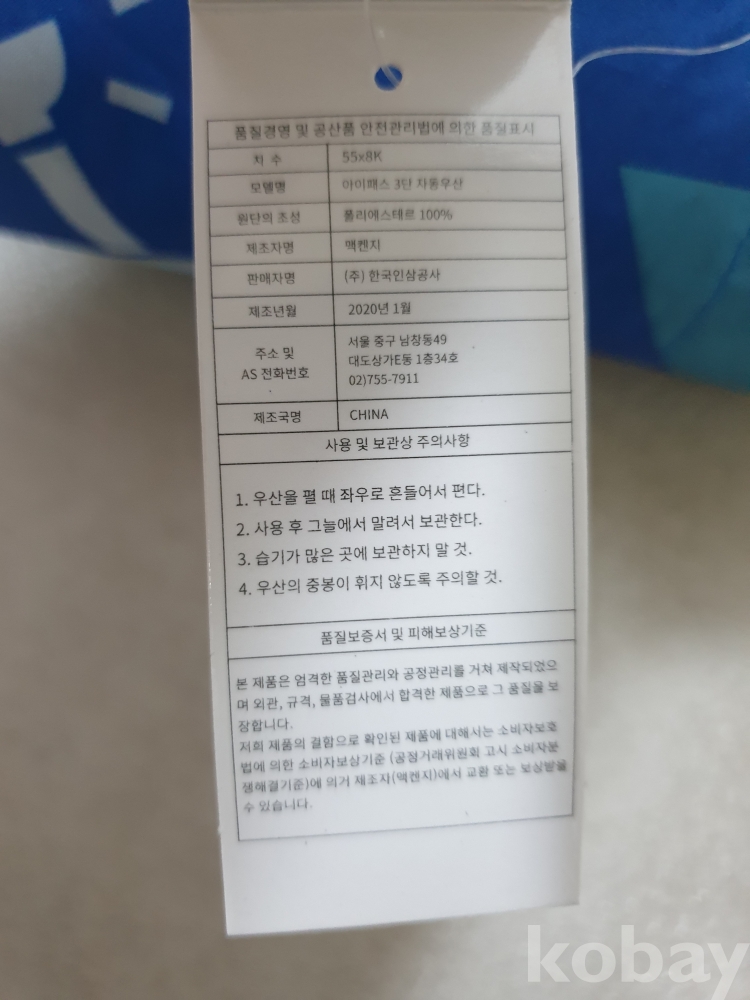 품질경영 및 공산품 안전관리법에 의한 품질표시
치 수 55x8K
모델명 아이패스 3단 자동우산
원단의 조성 폴리에스테르 100%
제조자명 맥켄지
판매자명 (주) 한국인상공사
제조년월 2020년 1월
주소 및 AS 전화번호
서울 중구 남창동49
대도상가E동 1층34호
02)755-7911
제조국명 CHINA
사용 및 보관상 주의사항
1. 우산을 펼 때 좌우로 흔들어서 편다.
2. 사용 후 그늘에서 말려서 보관한다.
3. 습기가 많은 곳에 보관하지 말 것.
4. 우산의 중봉이 휘지 않도록 주의할 것.
품질보증서 및 피해보상기준
본 제품은 엄격한 품질관리와 공정관리를 거쳐 제작되었으
며 외관, 규격, 물품검사에서 합격한 제품으로 그 품질을 보
장합니다.
저희 제품의 결함으로 확인된 제품에 대해서는 소비자보호
법에 의한 소비자보상기준 (공정거래위원회 고시 소비자분
쟁해결기준)에 의거 제조자(맥켄지)에서 교환 또는 보상받을
수 있습니다.
kobay